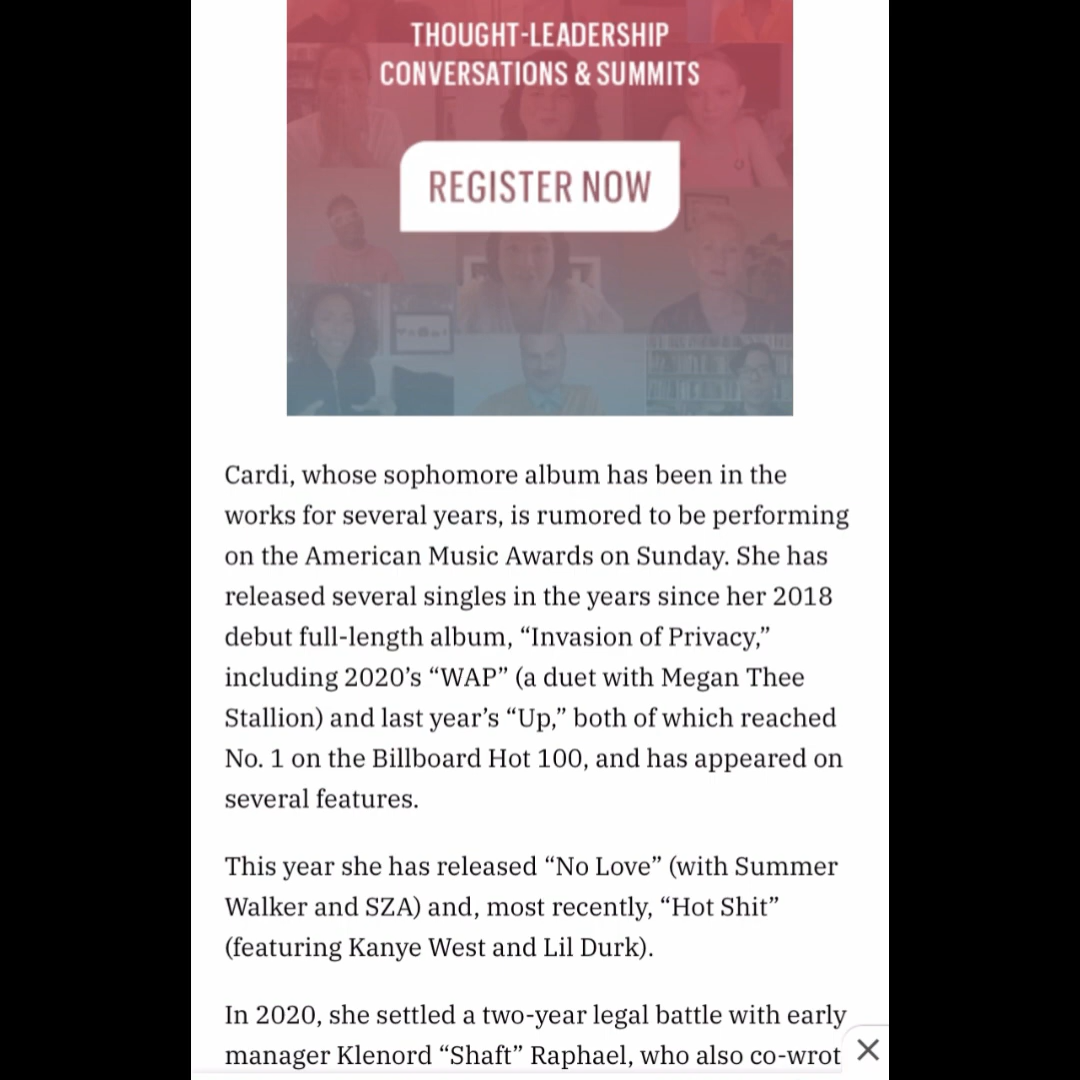 THOUGHT-LEADERSHIP
CONVERSATIONS & SUMMITS
REGISTER NOW
Cardi, whose sophomore album has been in the
works for several years, is rumored to be performing
on the American Music Awards on Sunday. She has
released several singles in the years since her 2018
debut full-length album, “Invasion of Privacy,”
including 2020’s “WAP” (a duet with Megan Thee
Stallion) and last year’s “Up,” both of which reached
No. 1 on the Billboard Hot 100, and has appeared on
several features.
This year she has released “No Love” (with Summer
Walker and SZA) and, most recently, “Hot Shit”
(featuring Kanye West and Lil Durk).
In 2020, she settled a two-year legal battle with early
manager Klenord “Shaft” Raphael, who also co-wrot